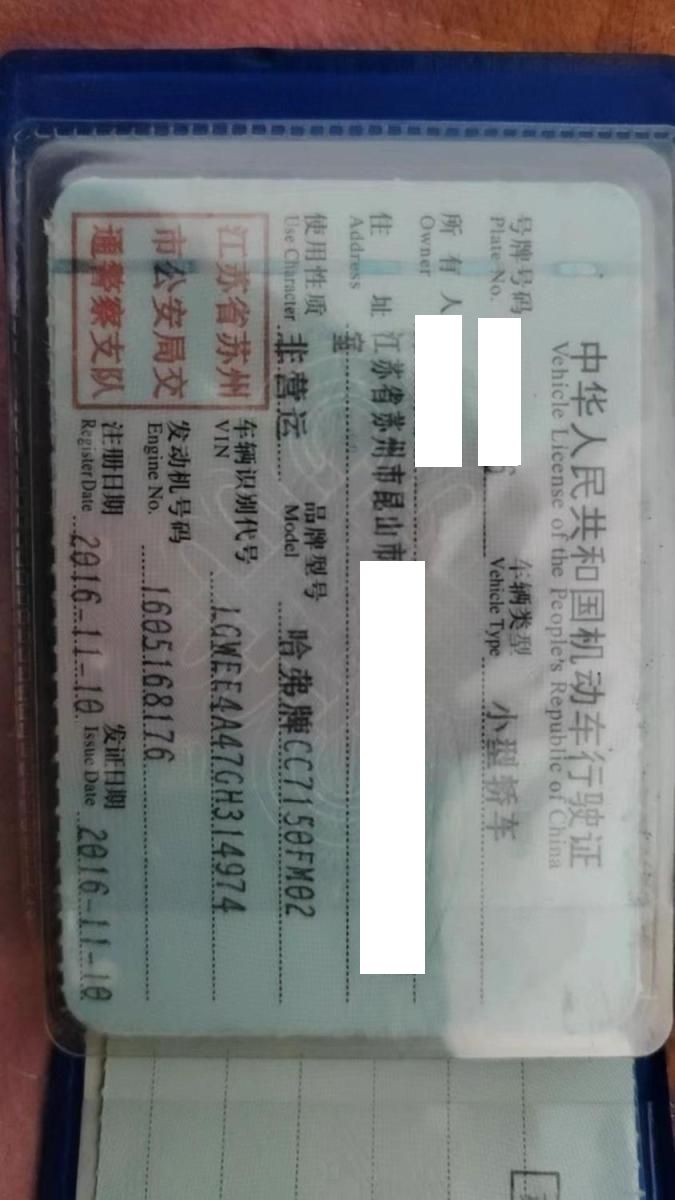 中华人民共和国机动车行驶证
Vehicle License of the People's Republic of China
号牌号码
Plate No.
车辆类型 小型轿车
Vehicle Type
所有人
Owner
住址 江苏省苏州市昆山市
Address
室
使用性质 非营运
Use Character
品牌型号 哈弗牌CC7150FM02
Model
江苏省苏州
市公安局交
通警察支队
车辆识别代号 LGWEE4A47GH314974
VIN
发动机号码 1605168176
Engine No.
注册日期 2016-11-10
Register Date
发证日期 2016-11-10
Issue Date